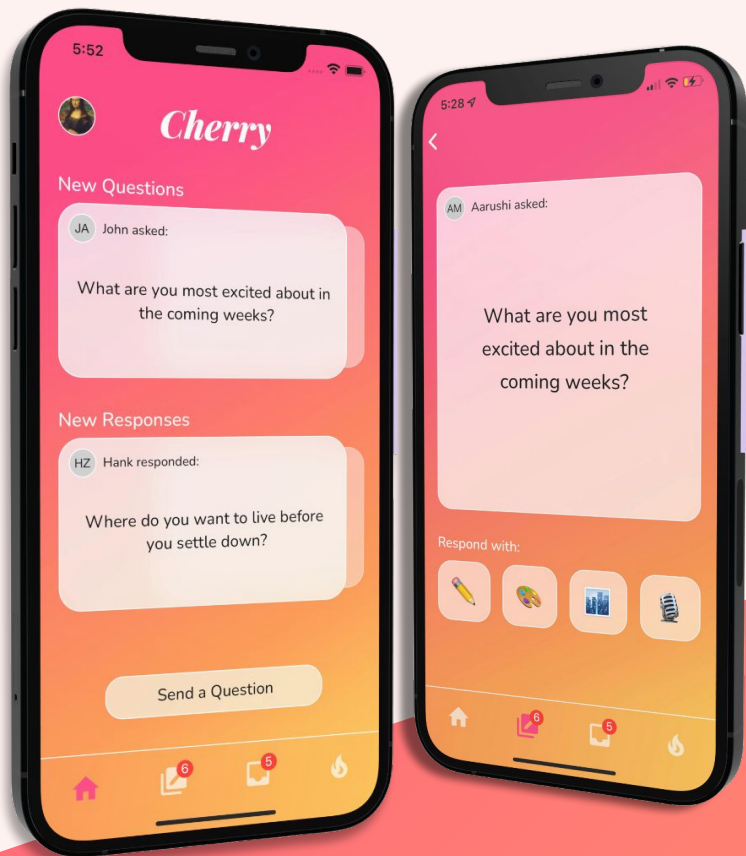 5:52
Cherry
New Questions
JA John asked:
What are you most excited about in
the coming weeks?
New Responses
HZ Hank responded:
Where do you want to live before
you settle down?
Send a Question
6
5
5:28
AM Aarushi asked:
What are you most
excited about in the
coming weeks?
Respond with:
6
5